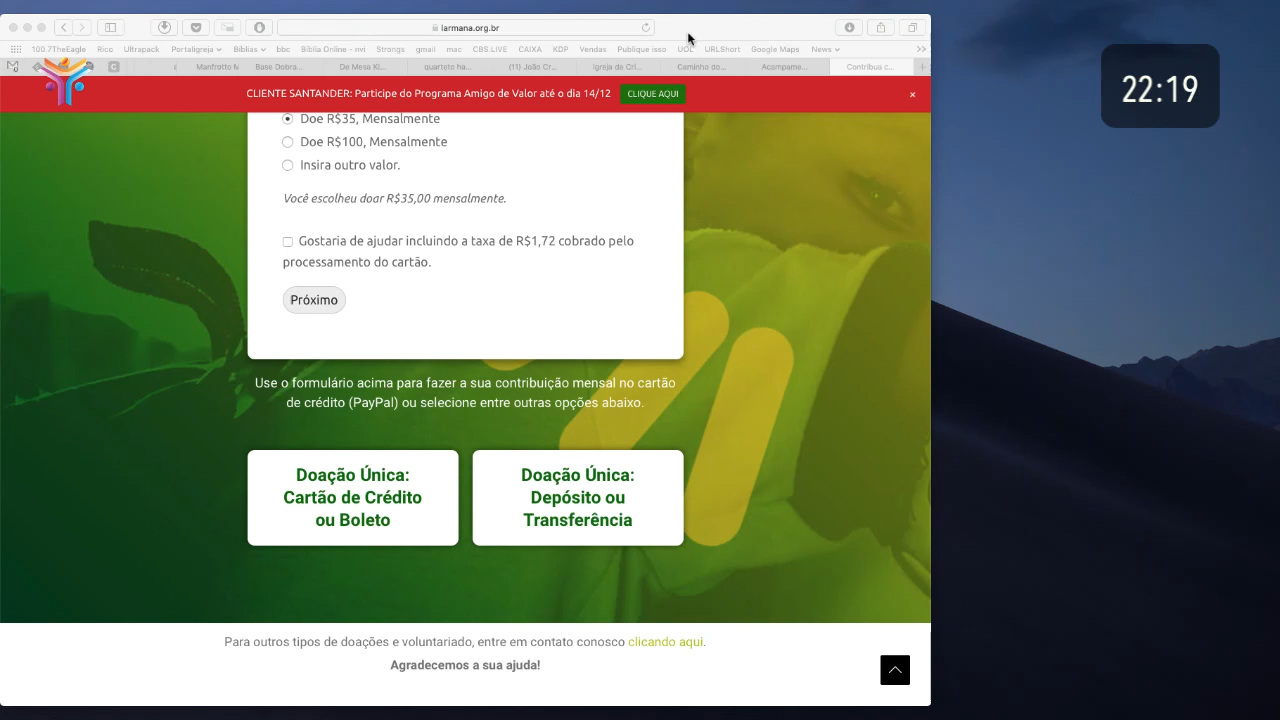 larmana.org.br
100.7TheEagle Rico Ultrapack Portaligreja Bíblias bbc Bíblia Online - nvi Strongs gmail mac CBS.LIVE CAIXA KDP Vendas Publique isso UOL URLShort Google Maps News
Manfrotto M Base Dobra... De Mesa Kl... quarteto ha... (11) João Cr... Igreja de Cri... Caminho do... Acompame... Contribua c...
CLIENTE SANTANDER: Participe do Programa Amigo de Valor até o dia 14/12 CLIQUE AQUI ×
22:19
Doe R$35, Mensalmente
Doe R$100, Mensalmente
Insira outro valor.
Você escolheu doar R$35,00 mensalmente.
Gostaria de ajudar incluindo a taxa de R$1,72 cobrado pelo
processamento do cartão.
Próximo
Use o formulário acima para fazer a sua contribuição mensal no cartão
de crédito (PayPal) ou selecione entre outras opções abaixo.
Doação Única:
Cartão de Crédito
ou Boleto
Doação Única:
Depósito ou
Transferência
Para outros tipos de doações e voluntariado, entre em contato conosco clicando aqui.
Agradecemos a sua ajuda!